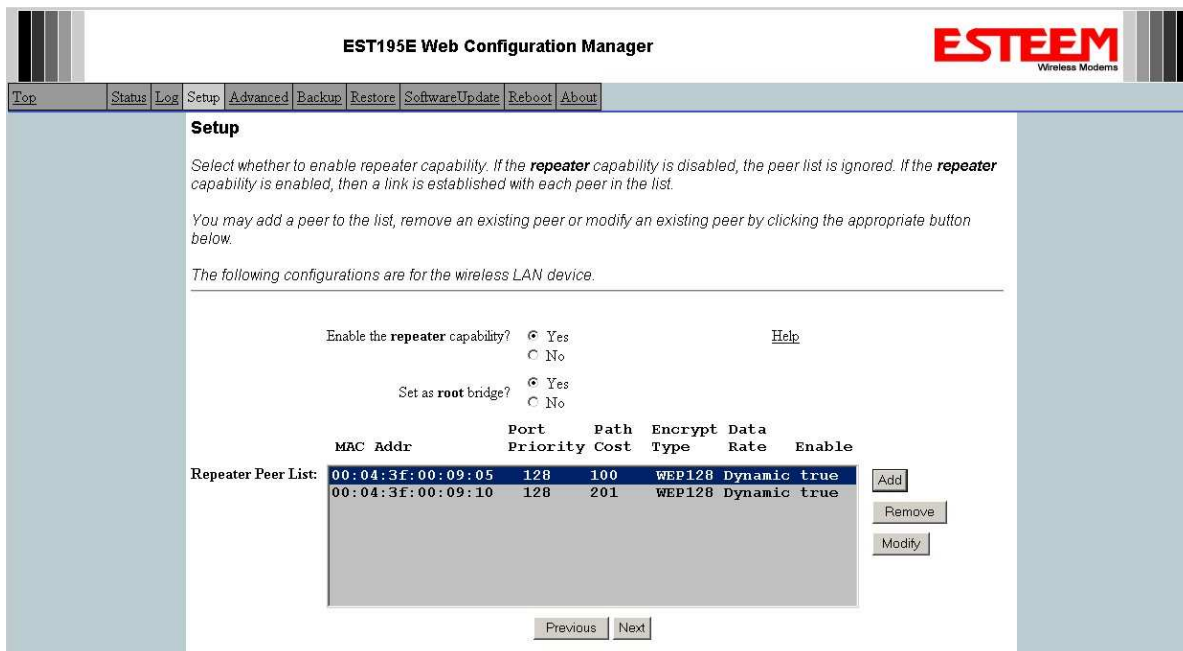 EST195E Web Configuration Manager
ESTEEM
Wireless Modems
Top Status Log Setup Advanced Backup Restore SoftwareUpdate Reboot About
Setup
Select whether to enable repeater capability. If the repeater capability is disabled, the peer list is ignored. If the repeater
capability is enabled, then a link is established with each peer in the list.
You may add a peer to the list, remove an existing peer or modify an existing peer by clicking the appropriate button
below.
The following configurations are for the wireless LAN device.
Enable the repeater capability? Yes Help
No
Set as root bridge? Yes
No
Port Path Encrypt Data
MAC Addr Priority Cost Type Rate Enable
Repeater Peer List: 00:04:3f:00:09:05 128 100 WEP128 Dynamic true Add
00:04:3f:00:09:10 128 201 WEP128 Dynamic true
Remove
Modify
Previous Next